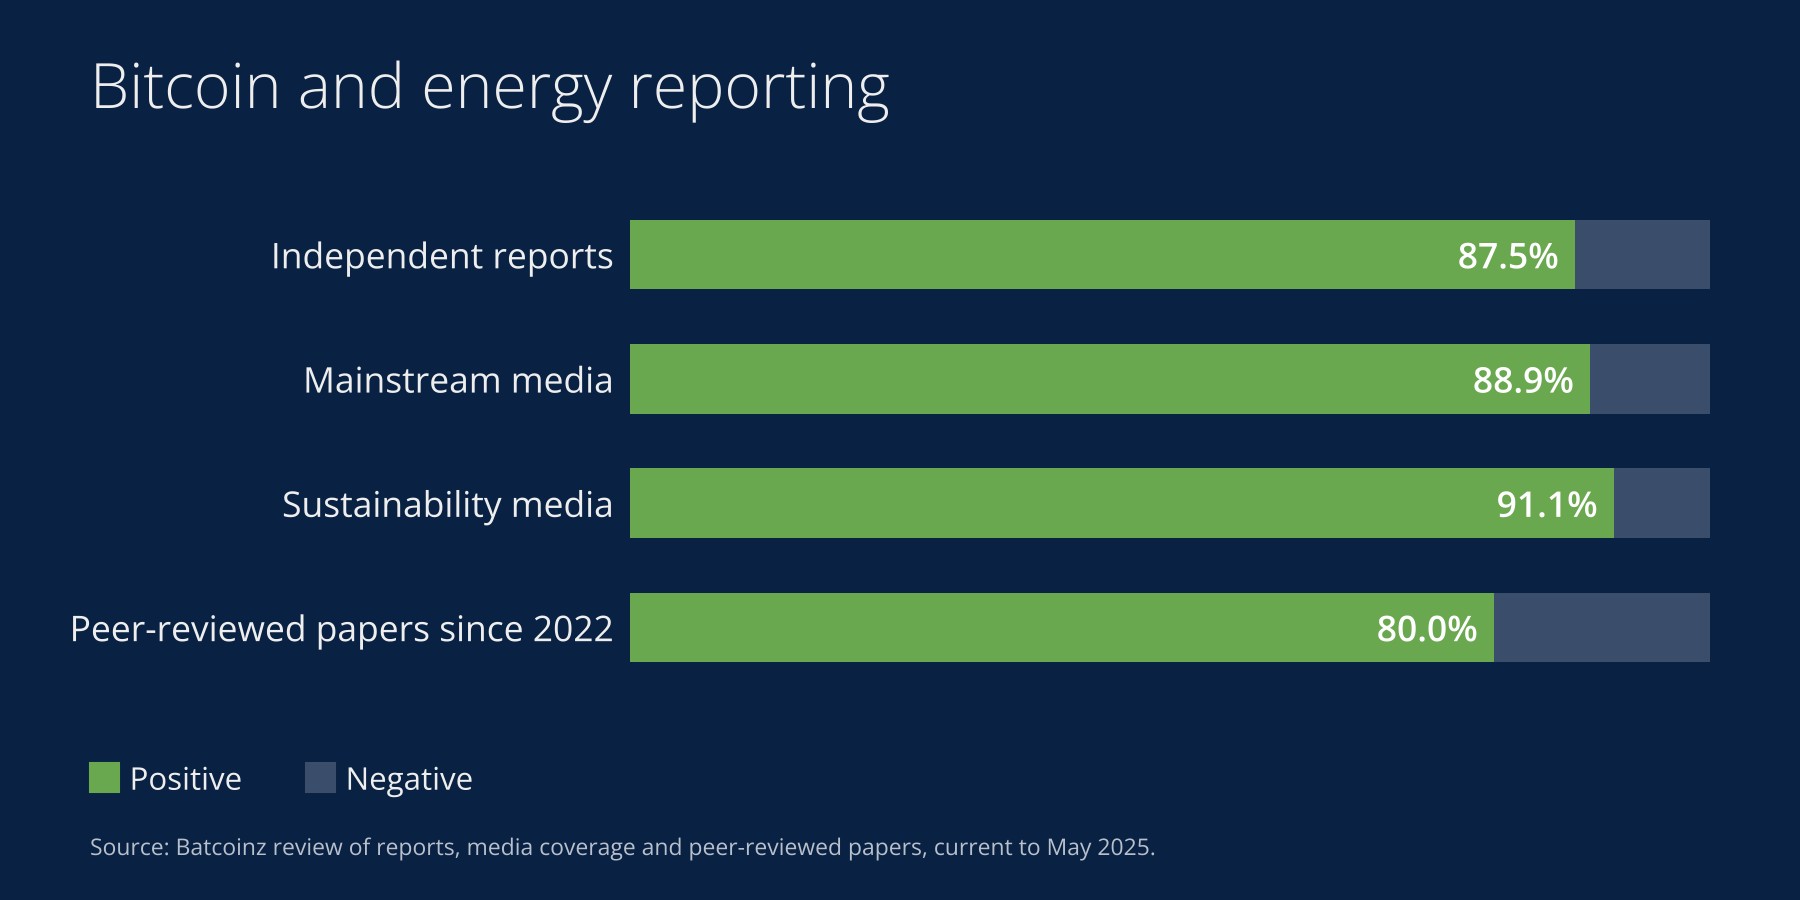 Bitcoin and energy reporting
Independent reports 87.5%
Mainstream media 88.9%
Sustainability media 91.1%
Peer-reviewed papers since 2022 80.0%
Positive Negative
Source: Batcoinz review of reports, media coverage and peer-reviewed papers, current to May 2025.